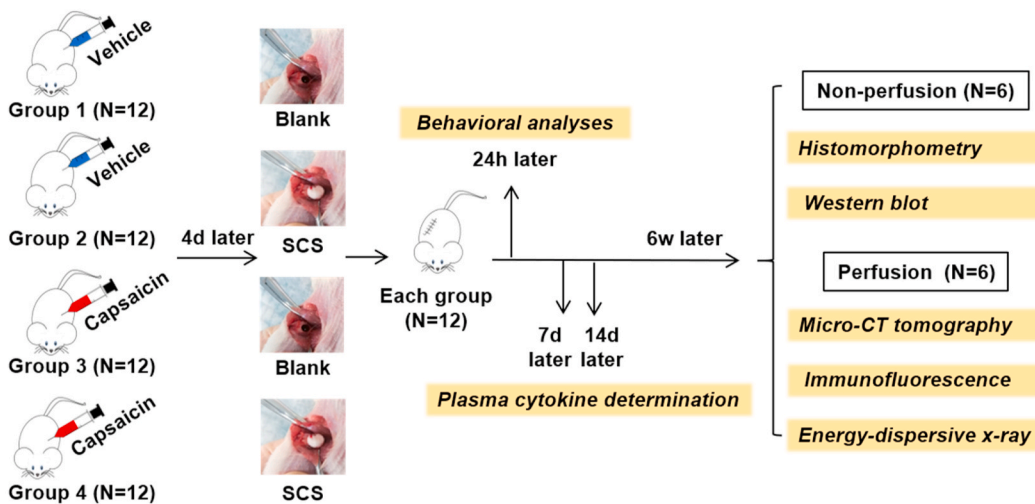 Vehicle
Group 1 (N=12)
Vehicle
Group 2 (N=12)
Capsaicin
Group 3 (N=12)
Capsaicin
Group 4 (N=12)
4d later
Blank
SCS
Blank
SCS
Each group
(N=12)
Behavioral analyses
24h later
7d
later
14d
later
Plasma cytokine determination
6w later
Non-perfusion (N=6)
Histomorphometry
Western blot
Perfusion (N=6)
Micro-CT tomography
Immunofluorescence
Energy-dispersive x-ray